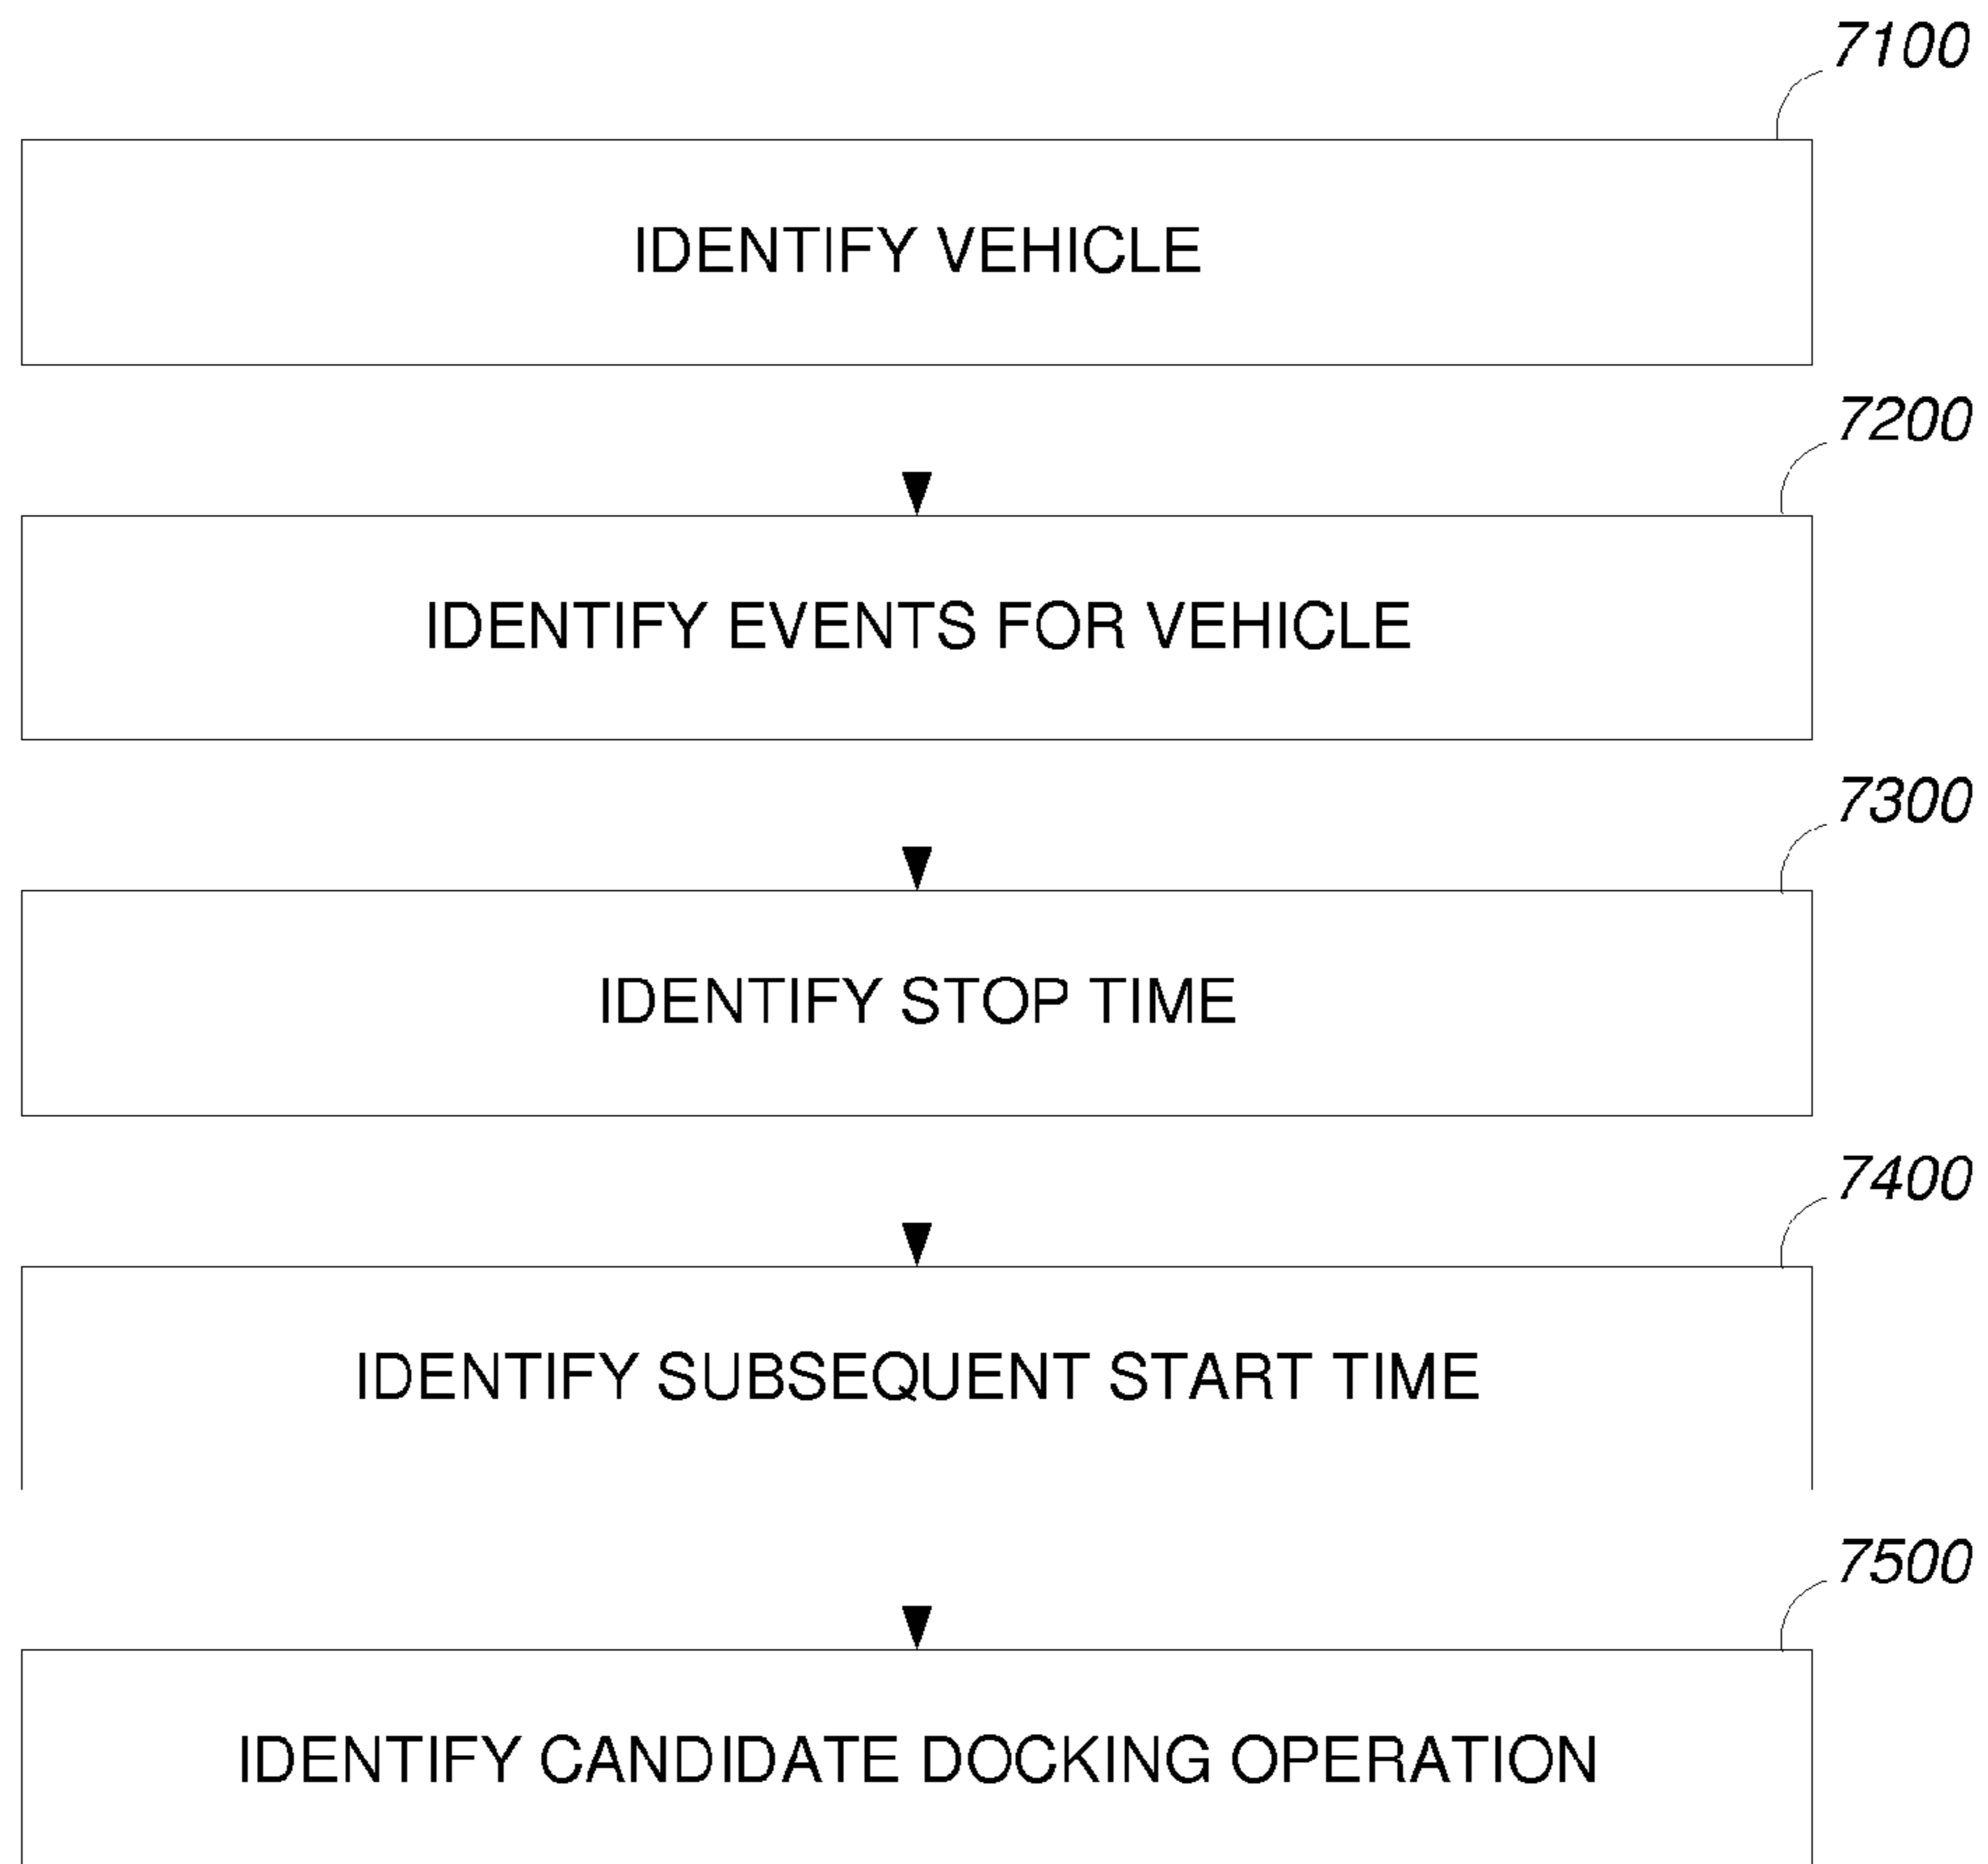 7100
IDENTIFY VEHICLE
7200
IDENTIFY EVENTS FOR VEHICLE
7300
IDENTIFY STOP TIME
7400
IDENTIFY SUBSEQUENT START TIME
7500
IDENTIFY CANDIDATE DOCKING OPERATION